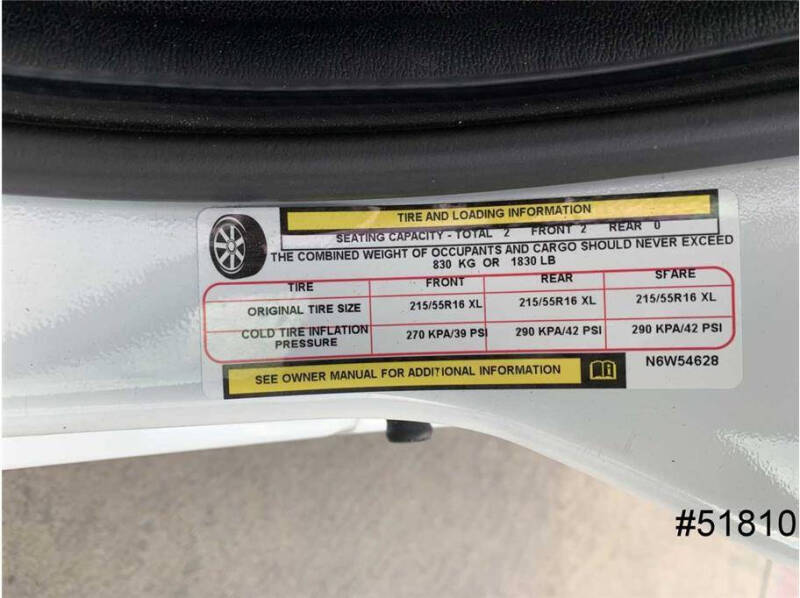 TIRE AND LOADING INFORMATION
SEATING CAPACITY - TOTAL 2 FRONT 2 REAR 0
THE COMBINED WEIGHT OF OCCUPANTS AND CARGO SHOULD NEVER EXCEED
830 KG OR 1830 LB
TIRE FRONT REAR SFARE
ORIGINAL TIRE SIZE 215/55R16 XL 215/55R16 XL 215/55R16 XL
COLD TIRE INFLATION PRESSURE 270 KPA/39 PSI 290 KPA/42 PSI 290 KPA/42 PSI
SEE OWNER MANUAL FOR ADDITIONAL INFORMATION N6W54628
#51810